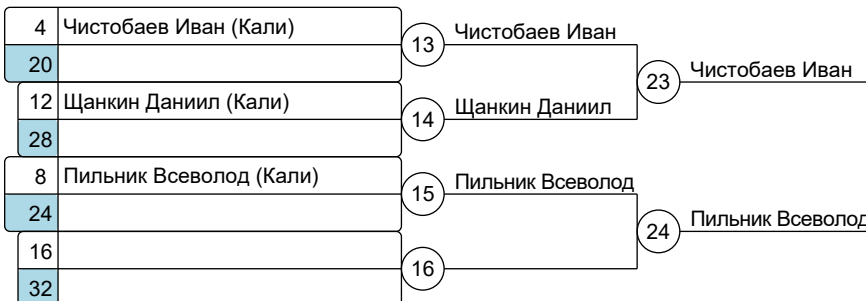 4 Чистобаев Иван (Кали)
13 Чистобаев Иван
20
23 Чистобаев Иван
12 Щанкин Даниил (Кали)
14 Щанкин Даниил
28
8 Пильник Всеволод (Кали)
15 Пильник Всеволод
24
24 Пильник Всеволод
16
16
32